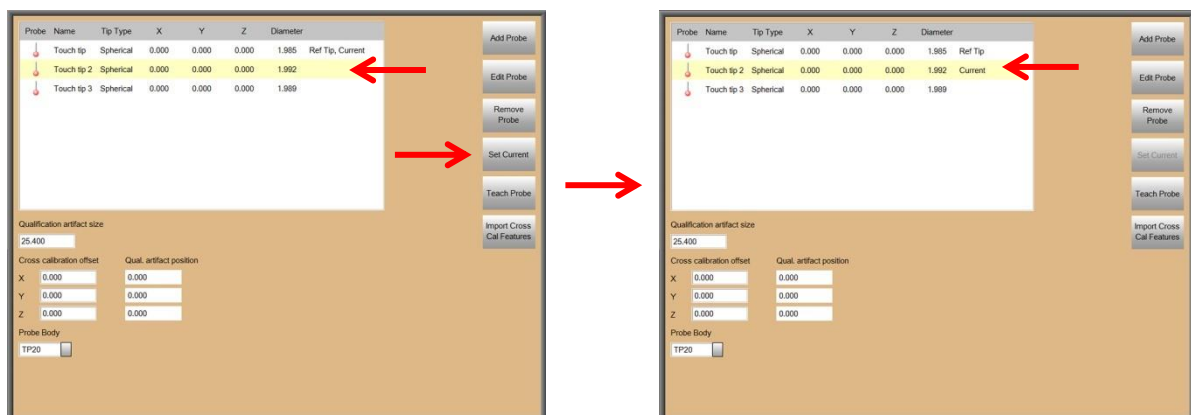 Probe Name Tip Type X Y Z Diameter
Touch tip Spherical 0.000 0.000 0.000 1.985 Ref Tip, Current
Touch tip 2 Spherical 0.000 0.000 0.000 1.992
Touch tip 3 Spherical 0.000 0.000 0.000 1.989
Add Probe
Edit Probe
Remove
Probe
Set Current
Teach Probe
Import Cross
Cal Features
Qualification artifact size
25.400
Cross calibration offset Qual. artifact position
X 0.000 0.000
Y 0.000 0.000
Z 0.000 0.000
Probe Body
TP20
Probe Name Tip Type X Y Z Diameter
Touch tip Spherical 0.000 0.000 0.000 1.985 Ref Tip
Touch tip 2 Spherical 0.000 0.000 0.000 1.992 Current
Touch tip 3 Spherical 0.000 0.000 0.000 1.989
Add Probe
Edit Probe
Remove
Probe
Set Current
Teach Probe
Import Cross
Cal Features
Qualification artifact size
25.400
Cross calibration offset Qual. artifact position
X 0.000 0.000
Y 0.000 0.000
Z 0.000 0.000
Probe Body
TP20